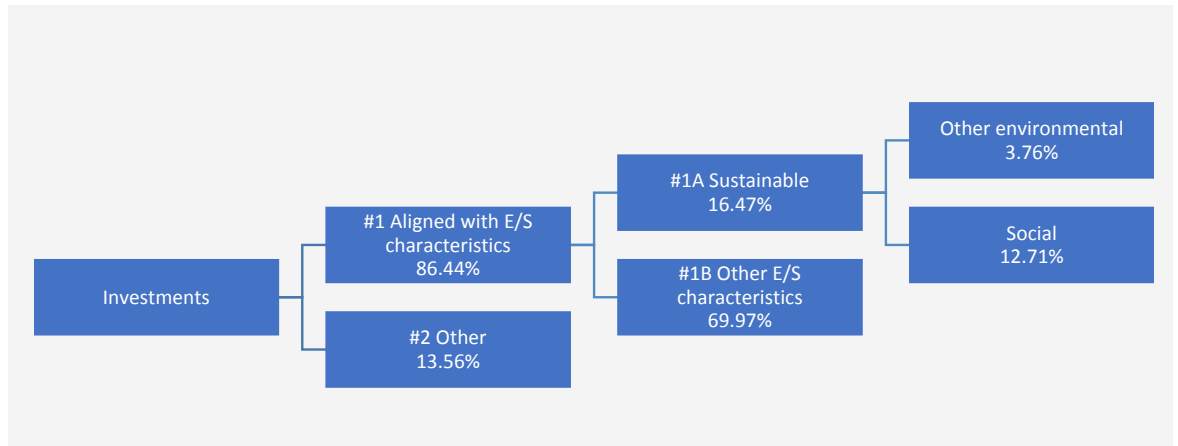 Investments
#1 Aligned with E/S
characteristics
86.44%
#2 Other
13.56%
#1A Sustainable
16.47%
#1B Other E/S
characteristics
69.97%
Other environmental
3.76%
Social
12.71%